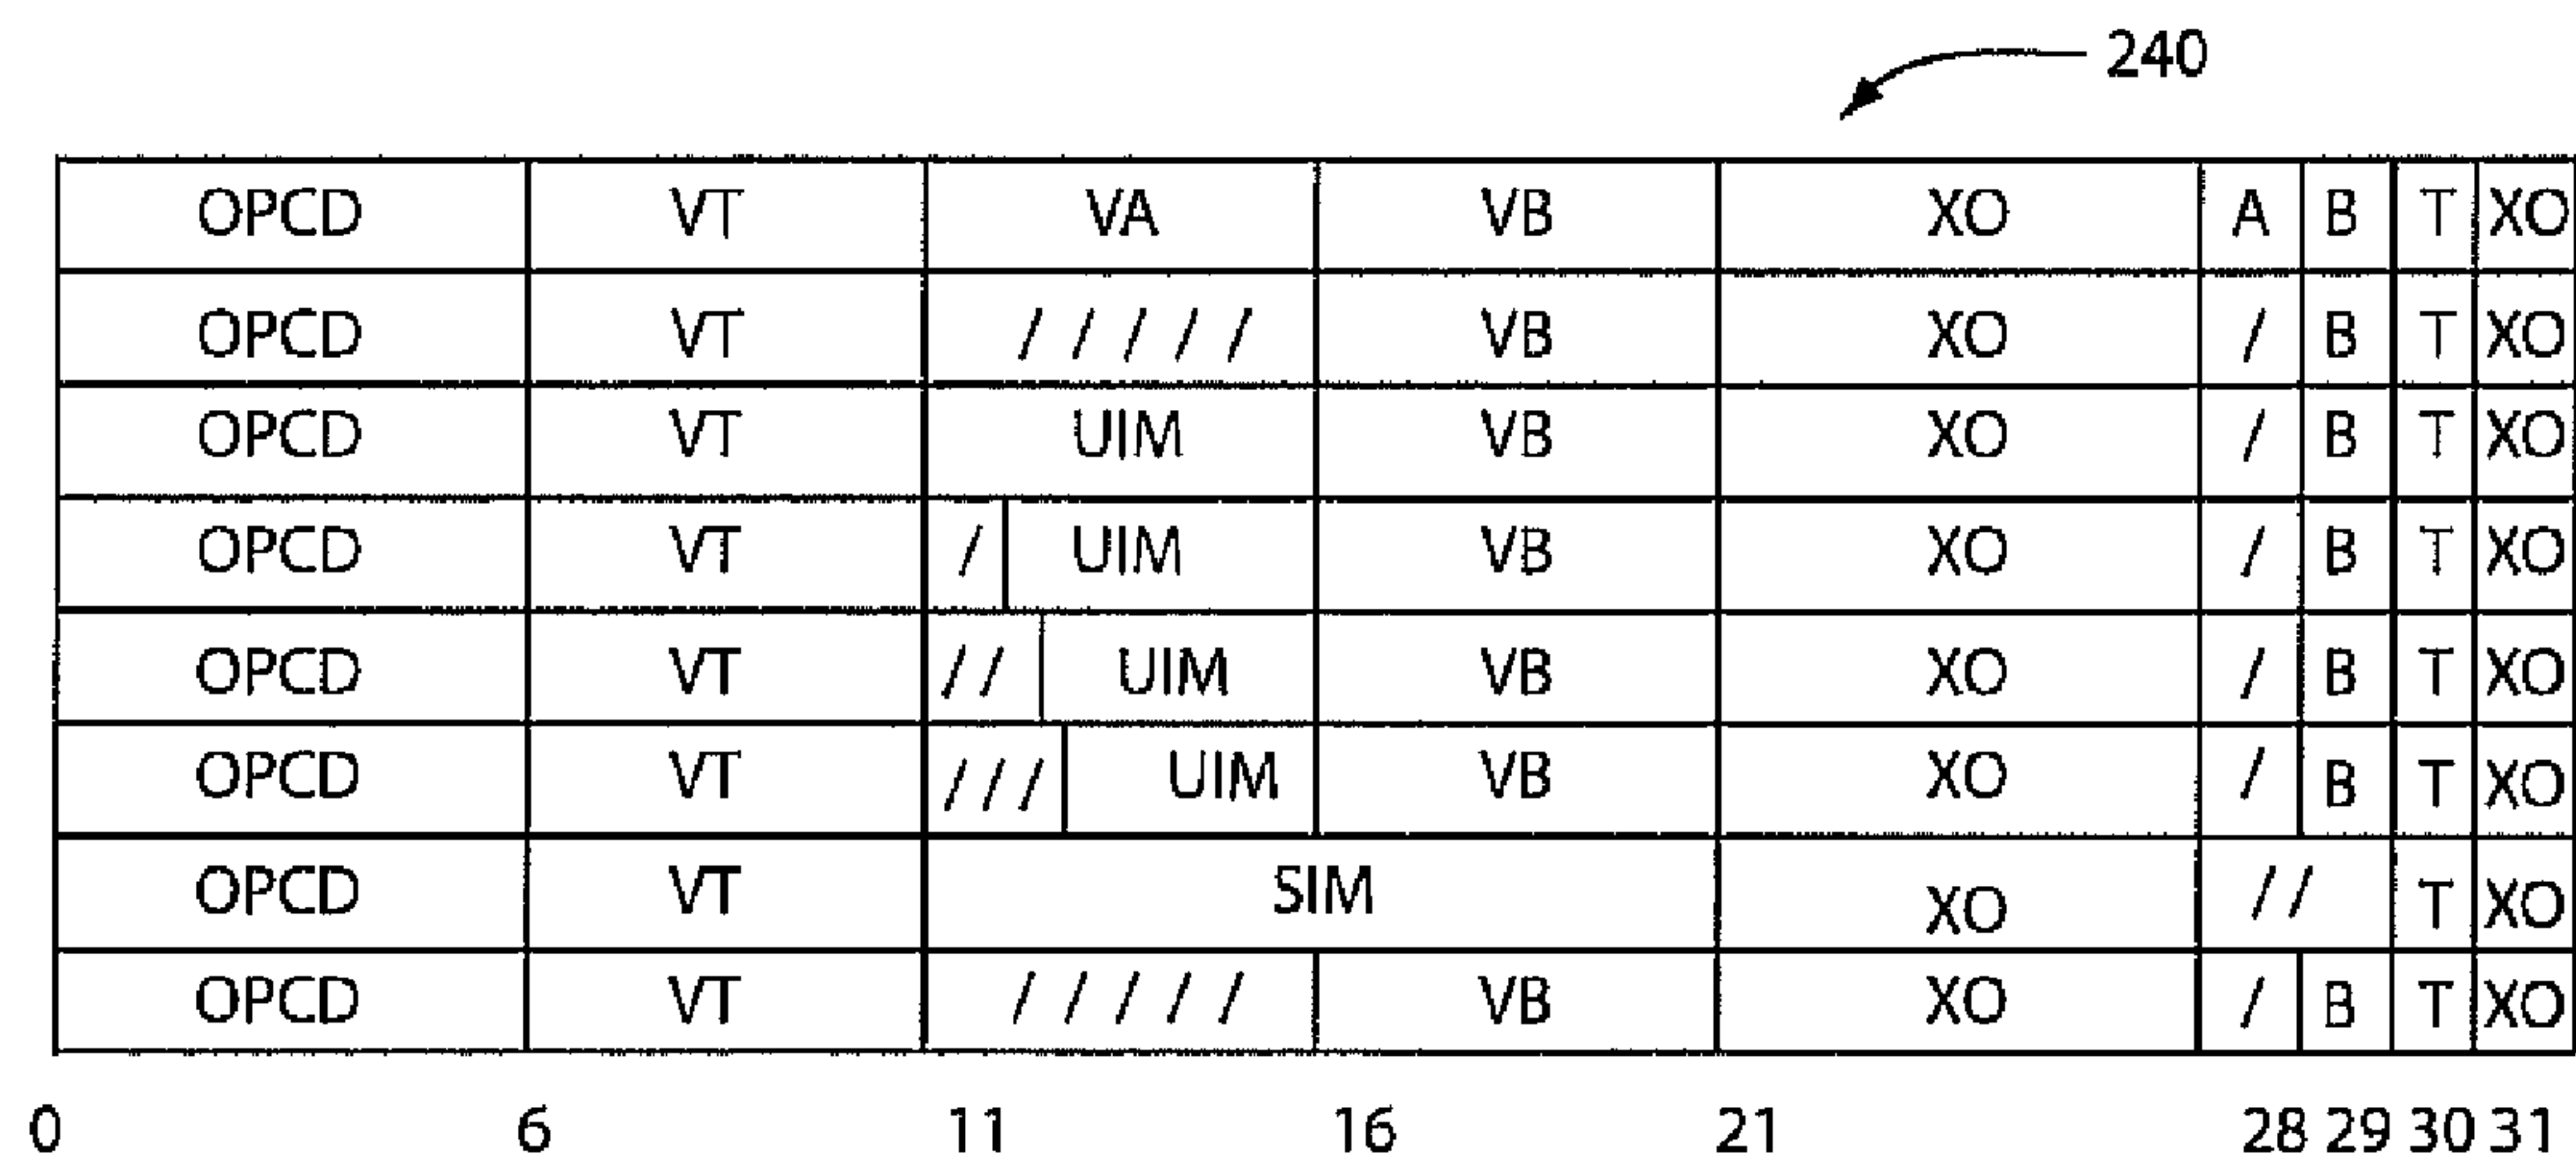 240
OPCD VT VA VB XO A B T XO
OPCD VT / / / / / VB XO / B T XO
OPCD VT UIM VB XO / B T XO
OPCD VT / UIM VB XO / B T XO
OPCD VT // UIM VB XO / B T XO
OPCD VT /// UIM VB XO / B T XO
OPCD VT SIM XO // T XO
OPCD VT / / / / / VB XO / B T XO
0 6 11 16 21 28 29 30 31